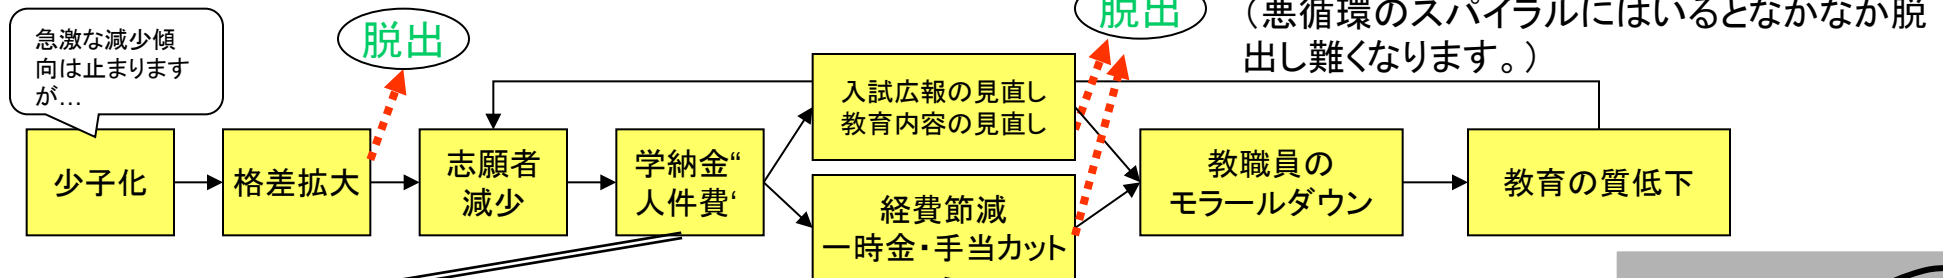 急激な減少傾
向は止まります
が…
脱出
脱出
（悪循環のスパイラルにはいるとなかなか脱
出し難くなります。）
少子化
格差拡大
志願者
減少
学納金“
人件費‘
入試広報の見直し
教育内容の見直し
経費節減
一時金・手当カット
教職員の
モラールダウン
教育の質低下